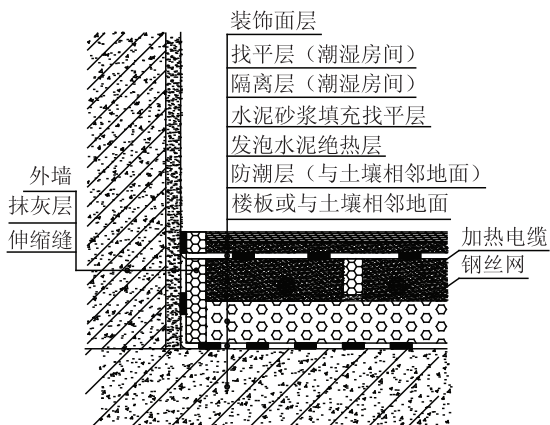 装饰面层
找平层（潮湿房间）
隔离层（潮湿房间）
水泥砂浆填充找平层
发泡水泥绝热层
防潮层（与土壤相邻地面）
楼板或与土壤相邻地面
外墙
抹灰层
伸缩缝
加热电缆
钢丝网